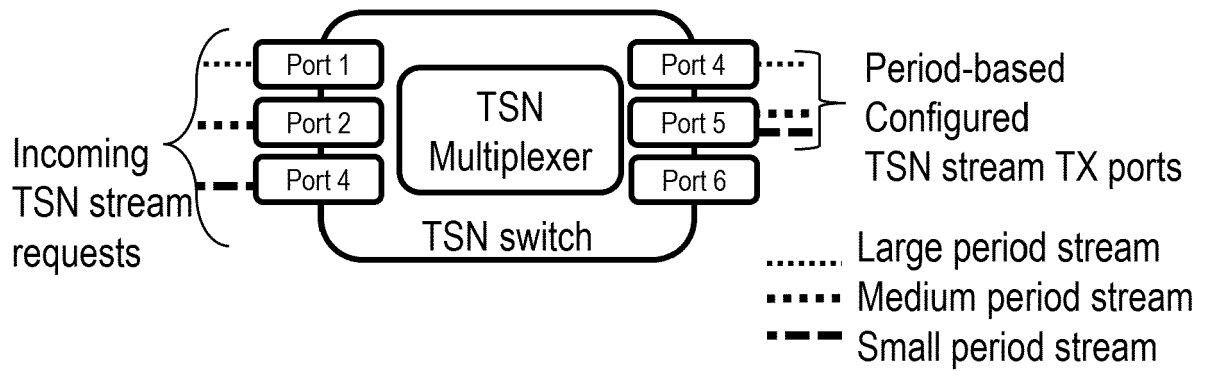 Port 1
Port 2
Port 4
Incoming
TSN stream
requests
TSN
Multiplexer
TSN switch
Port 4
Port 5
Port 6
Period-based
Configured
TSN stream TX ports
Large period stream
Medium period stream
Small period stream